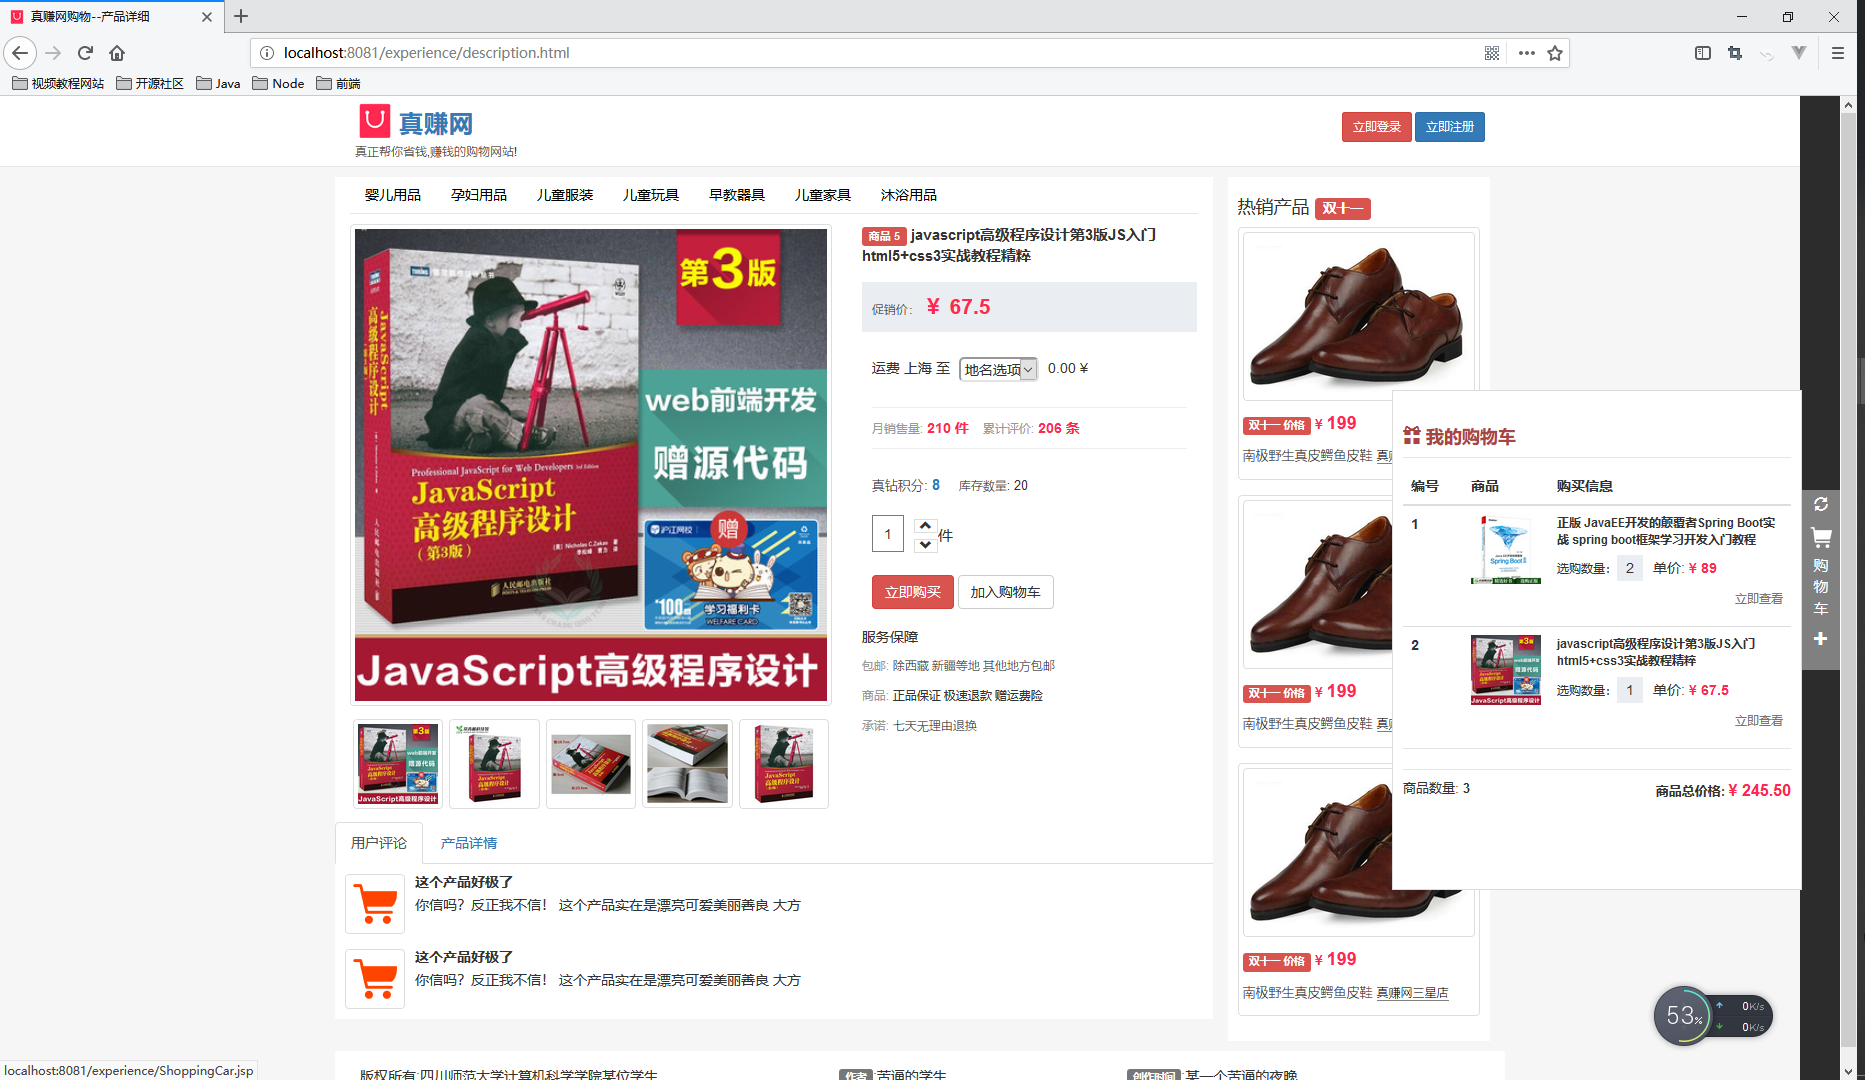 真赚网购物--产品详细
localhost:8081/experience/description.html
视频教程网站
开源社区
Java
Node
前端
真赚网
真正帮你省钱,赚钱的购物网站!
立即登录
立即注册
婴儿用品
孕妇用品
儿童服装
儿童玩具
早教器具
儿童家具
沐浴用品
第3版
web前端开发
赠源代码
Professional JavaScript for Web Developers 3rd Edition
JavaScript
高级程序设计
(第3版)
[美] Nicholas C.Zakas 著
人民邮电出版社
POSTS & TELECOM PRESS
沪江网校
赠
¥100元
学习福利卡
WELFARE CARD
JavaScript高级程序设计
商品 5 javascript高级程序设计第3版JS入门
html5+css3实战教程精粹
促销价: ¥ 67.5
运费 上海 至 地名选项 0.00 ¥
月销售量: 210 件 累计评价: 206 条
真钻积分: 8 库存数量: 20
1 件
立即购买
加入购物车
服务保障
包邮: 除西藏 新疆等地 其他地方包邮
商品: 正品保证 极速退款 赠运费险
承诺: 七天无理由退换
用户评论
产品详情
这个产品好极了
你信吗? 反正我不信! 这个产品实在是漂亮可爱美丽善良 大方
这个产品好极了
你信吗? 反正我不信! 这个产品实在是漂亮可爱美丽善良 大方
热销产品 双十一
双十一 价格 ¥ 199
南极野生真皮鳄鱼皮鞋
双十一 价格 ¥ 199
南极野生真皮鳄鱼皮鞋
双十一 价格 ¥ 199
南极野生真皮鳄鱼皮鞋 真赚网三星店
我的购物车
编号 商品 购买信息
1
正版 JavaEE开发的颠覆者Spring Boot实
战 spring boot框架学习开发入门教程
选购数量: 2 单价: ¥ 89
立即查看
2
javascript高级程序设计第3版JS入门
html5+css3实战教程精粹
选购数量: 1 单价: ¥ 67.5
立即查看
商品数量: 3
商品总价格: ¥ 245.50
购
物
车
53%
0K/s
0K/s
localhost:8081/experience/ShoppingCar.jsp
版权所有:四川师范大学计算机科学学院某位学生
作者:苦逼的学生
创作时间:某一个苦逼的夜晚